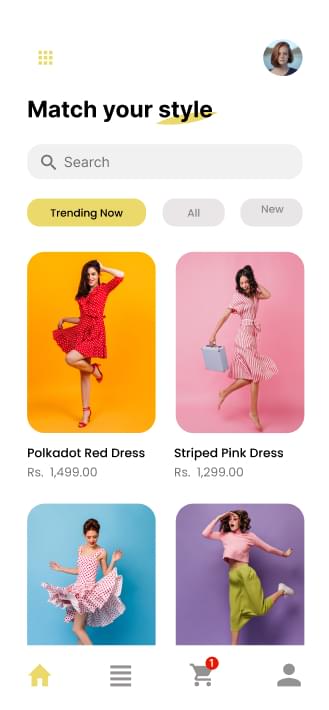 Match your style
Search
Trending Now
All
New
Polkadot Red Dress
Striped Pink Dress
Rs. 1,499.00
Rs. 1,299.00
1